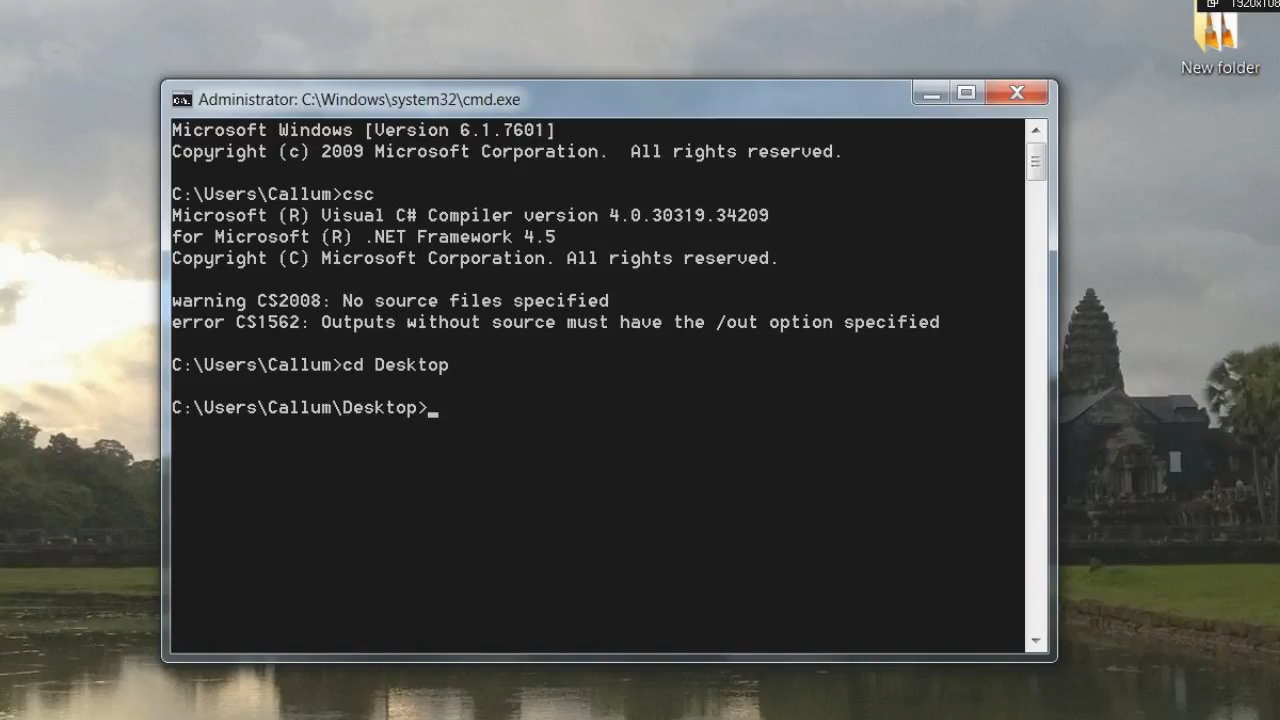 1920x108
New folder
Administrator: C:\Windows\system32\cmd.exe
Microsoft Windows [Version 6.1.7601]
Copyright (c) 2009 Microsoft Corporation.  All rights reserved.
C:\Users\Callum>csc
Microsoft (R) Visual C# Compiler version 4.0.30319.34209
for Microsoft (R) .NET Framework 4.5
Copyright (C) Microsoft Corporation. All rights reserved.
warning CS2008: No source files specified
error CS1562: Outputs without source must have the /out option specified
C:\Users\Callum>cd Desktop
C:\Users\Callum\Desktop>